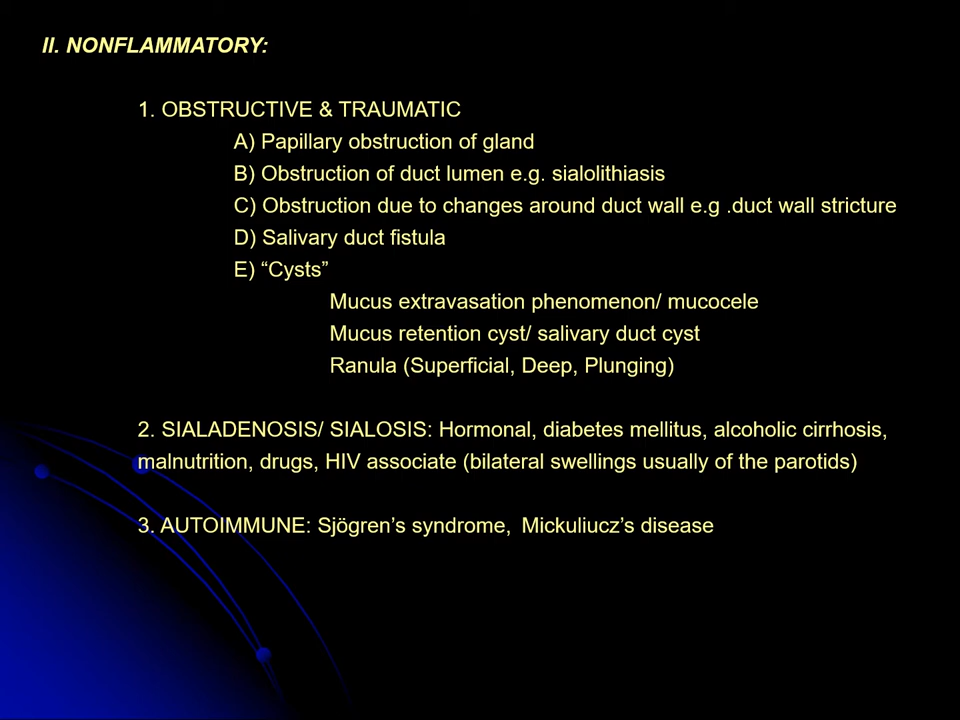 II. NONFLAMMATORY:
1. OBSTRUCTIVE & TRAUMATIC
A) Papillary obstruction of gland
B) Obstruction of duct lumen e.g. sialolithiasis
C) Obstruction due to changes around duct wall e.g .duct wall stricture
D) Salivary duct fistula
E) “Cysts”
Mucus extravasation phenomenon/ mucocele
Mucus retention cyst/ salivary duct cyst
Ranula (Superficial, Deep, Plunging)
2. SIALADENOSIS/ SIALOSIS: Hormonal, diabetes mellitus, alcoholic cirrhosis,
malnutrition, drugs, HIV associate (bilateral swellings usually of the parotids)
3. AUTOIMMUNE: Sjögren’s syndrome, Mickuliucz’s disease